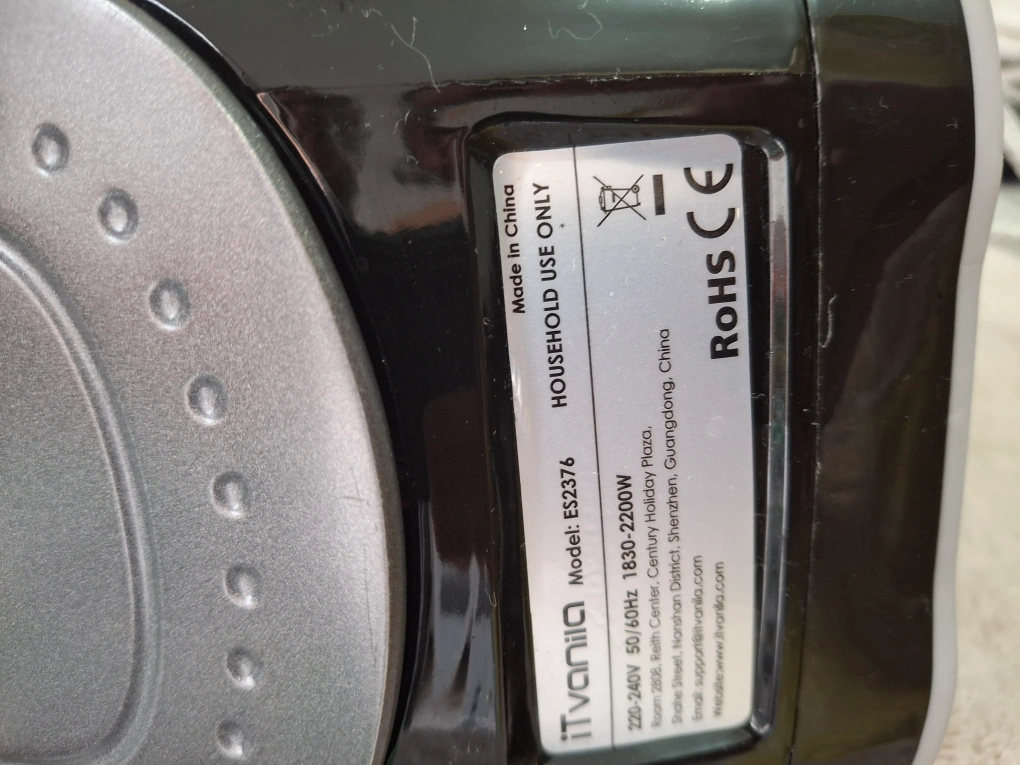 iTvanila Model: ES2376
Made in China
HOUSEHOLD USE ONLY
220-240V 50/60Hz 1830-2200W
Room 2808, Reith Center, Century Holiday Plaza,
Shahe Street, Nanshan District, Shenzhen, Guangdong, China
Email: support@itvanila.com
Website:www.itvanila.com
RoHS CE